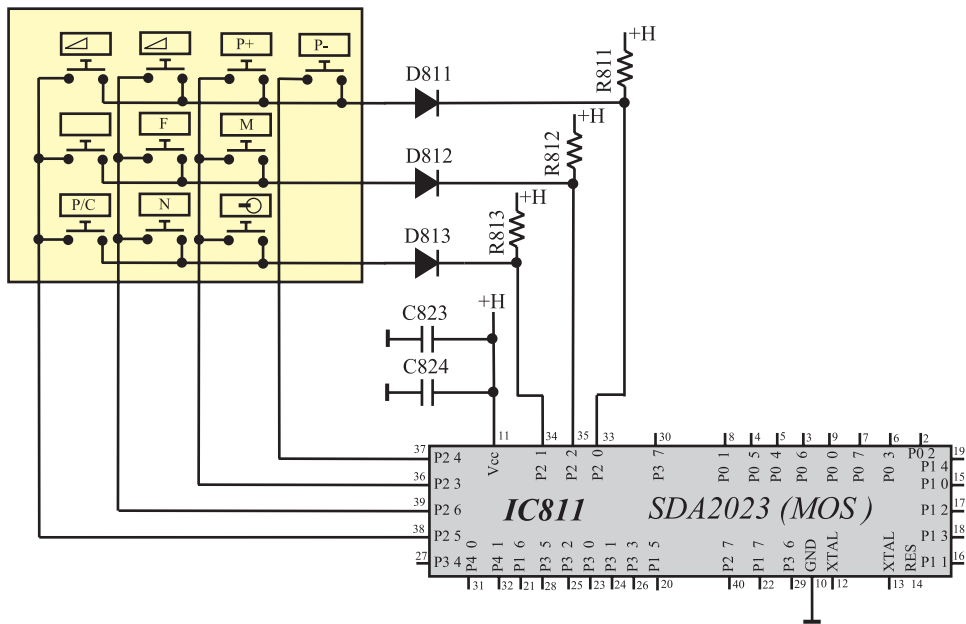 +H
P+ P-
R811
D811
+H
R812
F M
D812
+H
R813
P/C N
D813
+H
C823
C824
11 34 35 33 30 8 4 5 3 9 7 6 2
37 P2 4 Vcc P2 1 P2 2 P2 0 P3 7 P0 1 P0 5 P0 4 P0 6 P0 0 P0 7 P0 3 P0 2 19
P1 4
36 P2 3 P1 0 15
39 P2 6 IC811 SDA2023 (MOS ) P1 2 17
38 P2 5 P1 3 18
27 P3 4 P4 0 P4 1 P1 6 P3 5 P3 2 P3 0 P3 1 P3 3 P1 5 P2 7 P1 7 P3 6 GND XTAL XTAL RES P1 1 16
31 32 21 28 25 23 24 26 20 40 22 29 10 12 13 14